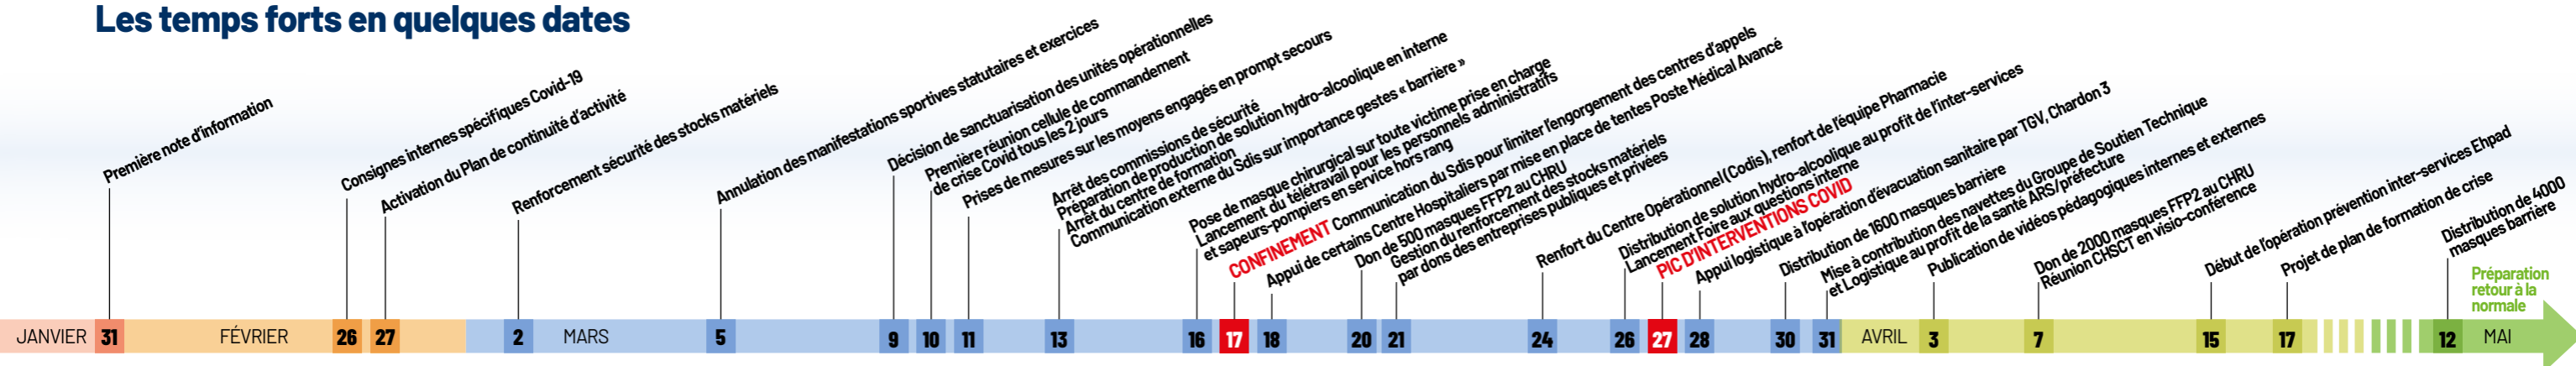 Les temps forts en quelques dates
Première note d'information
Consignes internes spécifiques Covid-19
Activation du Plan de continuité d'activité
Renforcement sécurité des stocks matériels
Annulation des manifestations sportives statutaires et exercices
Décision de sanctuarisation des unités opérationnelles
Première réunion cellule de commandement
de crise Covid tous les 2 jours
Prises de mesures sur les moyens engagés en prompt secours
Arrêt des commissions de sécurité
Préparation de production de solution hydro-alcoolique en interne
Arrêt du centre de formation
Communication externe du Sdis sur importance gestes « barrière »
Pose de masque chirurgical sur toute victime prise en charge
Lancement du télétravail pour les personnels administratifs
et sapeurs-pompiers en service hors rang
CONFINEMENT Communication du Sdis pour limiter l'engorgement des centres d'appels
Appui de certains Centre Hospitaliers par mise en place de tentes Poste Médical Avancé
Don de 500 masques FFP2 au CHRU
Gestion du renforcement des stocks matériels
par dons des entreprises publiques et privées
Renfort du Centre Opérationnel (Codis), renfort de l'équipe Pharmacie
Distribution de solution hydro-alcoolique au profit de l'inter-services
Lancement Foire aux questions interne
PIC D'INTERVENTIONS COVID
Appui logistique à l'opération d'évacuation sanitaire par TGV, Chardon 3
Distribution de 1600 masques barrière
Mise à contribution des navettes du Groupe de Soutien Technique
et Logistique au profit de la santé ARS/préfecture
Publication de vidéos pédagogiques internes et externes
Don de 2000 masques FFP2 au CHRU
Réunion CHSCT en visio-conférence
Début de l'opération prévention inter-services Ehpad
Projet de plan de formation de crise
Distribution de 4000
masques barrière
Préparation
retour à la
normale
JANVIER 31 FÉVRIER 26 27 2 MARS 5 9 10 11 13 16 17 18 20 21 24 26 27 28 30 31 AVRIL 3 7 15 17 12 MAI